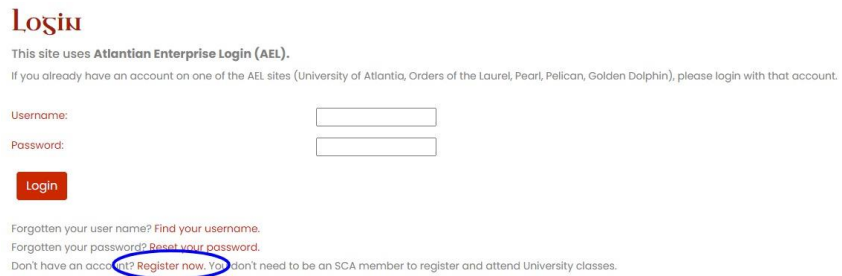 Login
This site uses Atlantian Enterprise Login (AEL).
If you already have an account on one of the AEL sites (University of Atlantia, Orders of the Laurel, Pearl, Pelican, Golden Dolphin), please login with that account.
Username:
Password:
Login
Forgotten your user name? Find your username.
Forgotten your password? Reset your password.
Don't have an account? Register now. You don't need to be an SCA member to register and attend University classes.